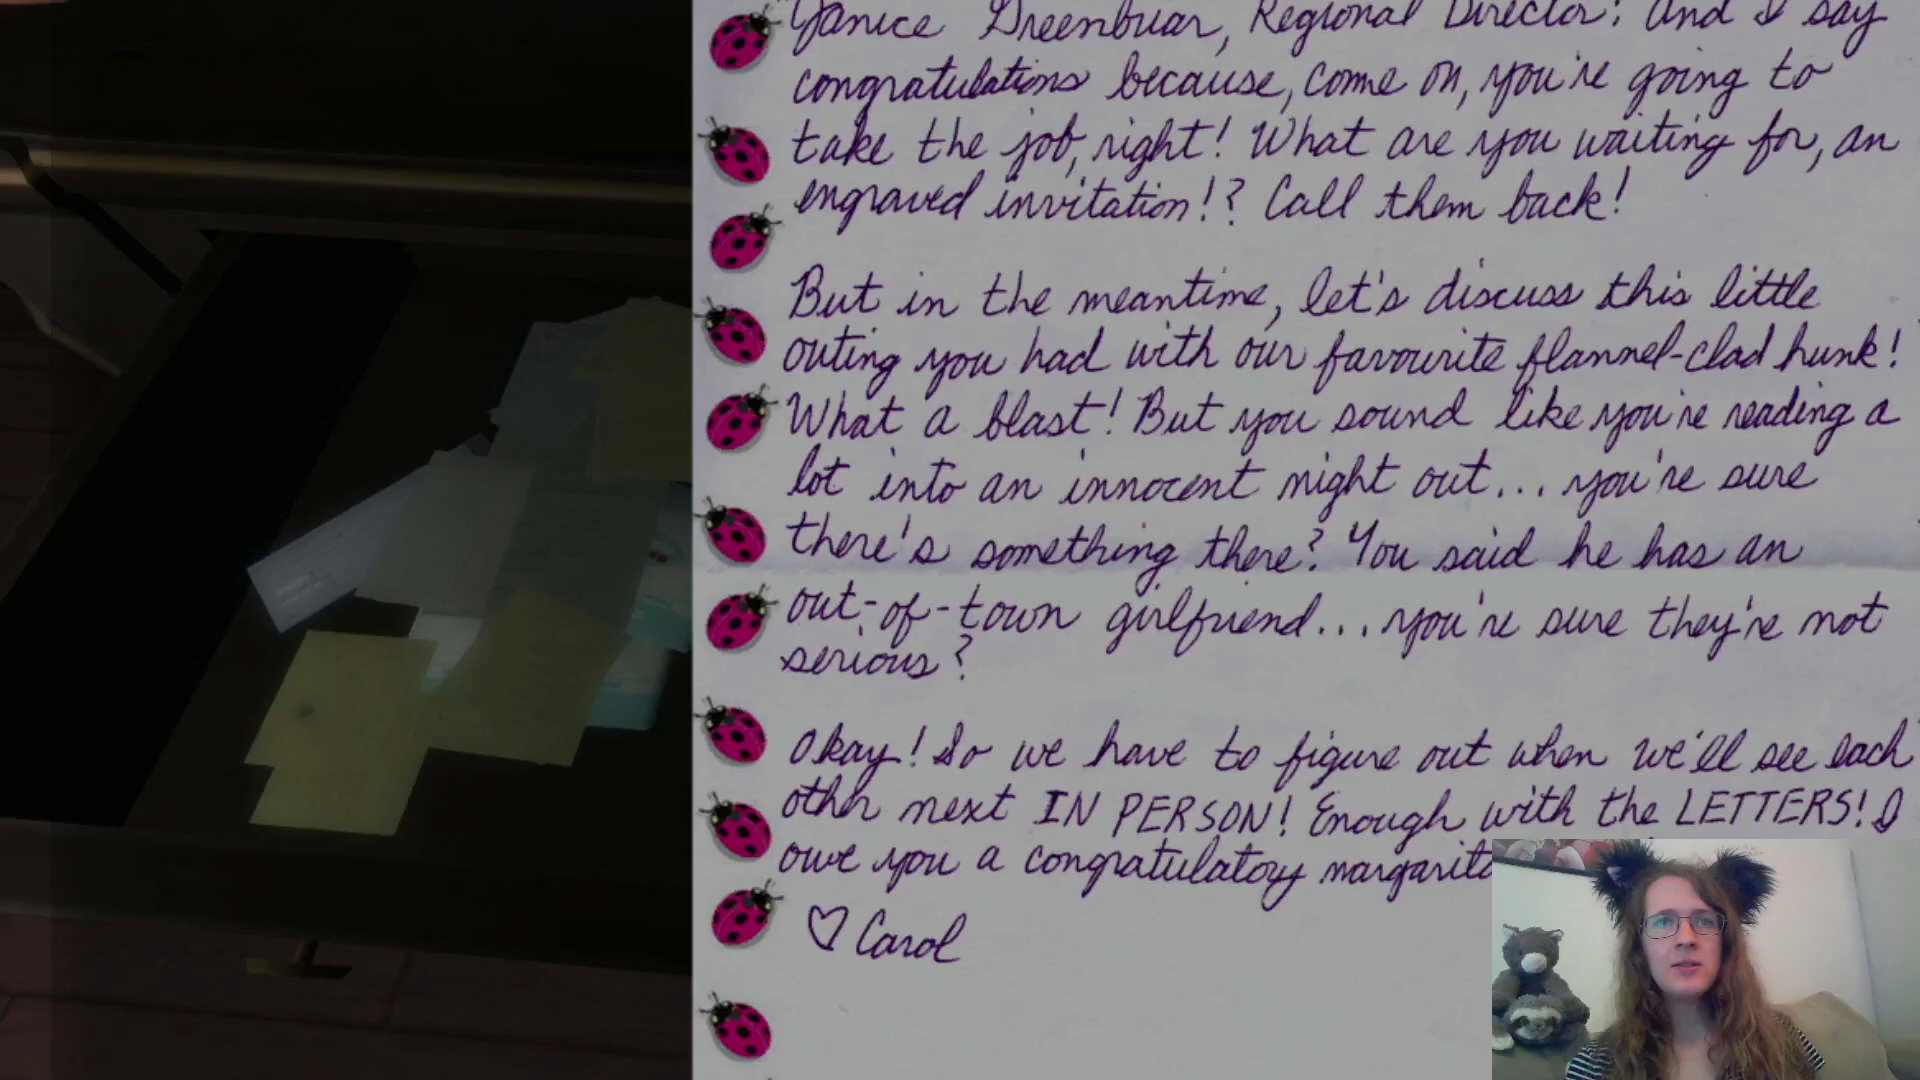 Janice Greenbriar, Regional Director! And I say
congratulations because, come on, you're going to
take the job, right! What are you waiting for, an
engraved invitation!? Call them back!
But in the meantime, let's discuss this little
outing you had with our favourite flannel-clad hunk!
What a blast! But you sound like you're reading a
lot into an innocent night out... you're sure
there's something there? You said he has an
out-of-town girlfriend... you're sure they're not
serious?
Okay! So we have to figure out when we'll see each
other next IN PERSON! Enough with the LETTERS! I
owe you a congratulatory margarita
♡ Carol